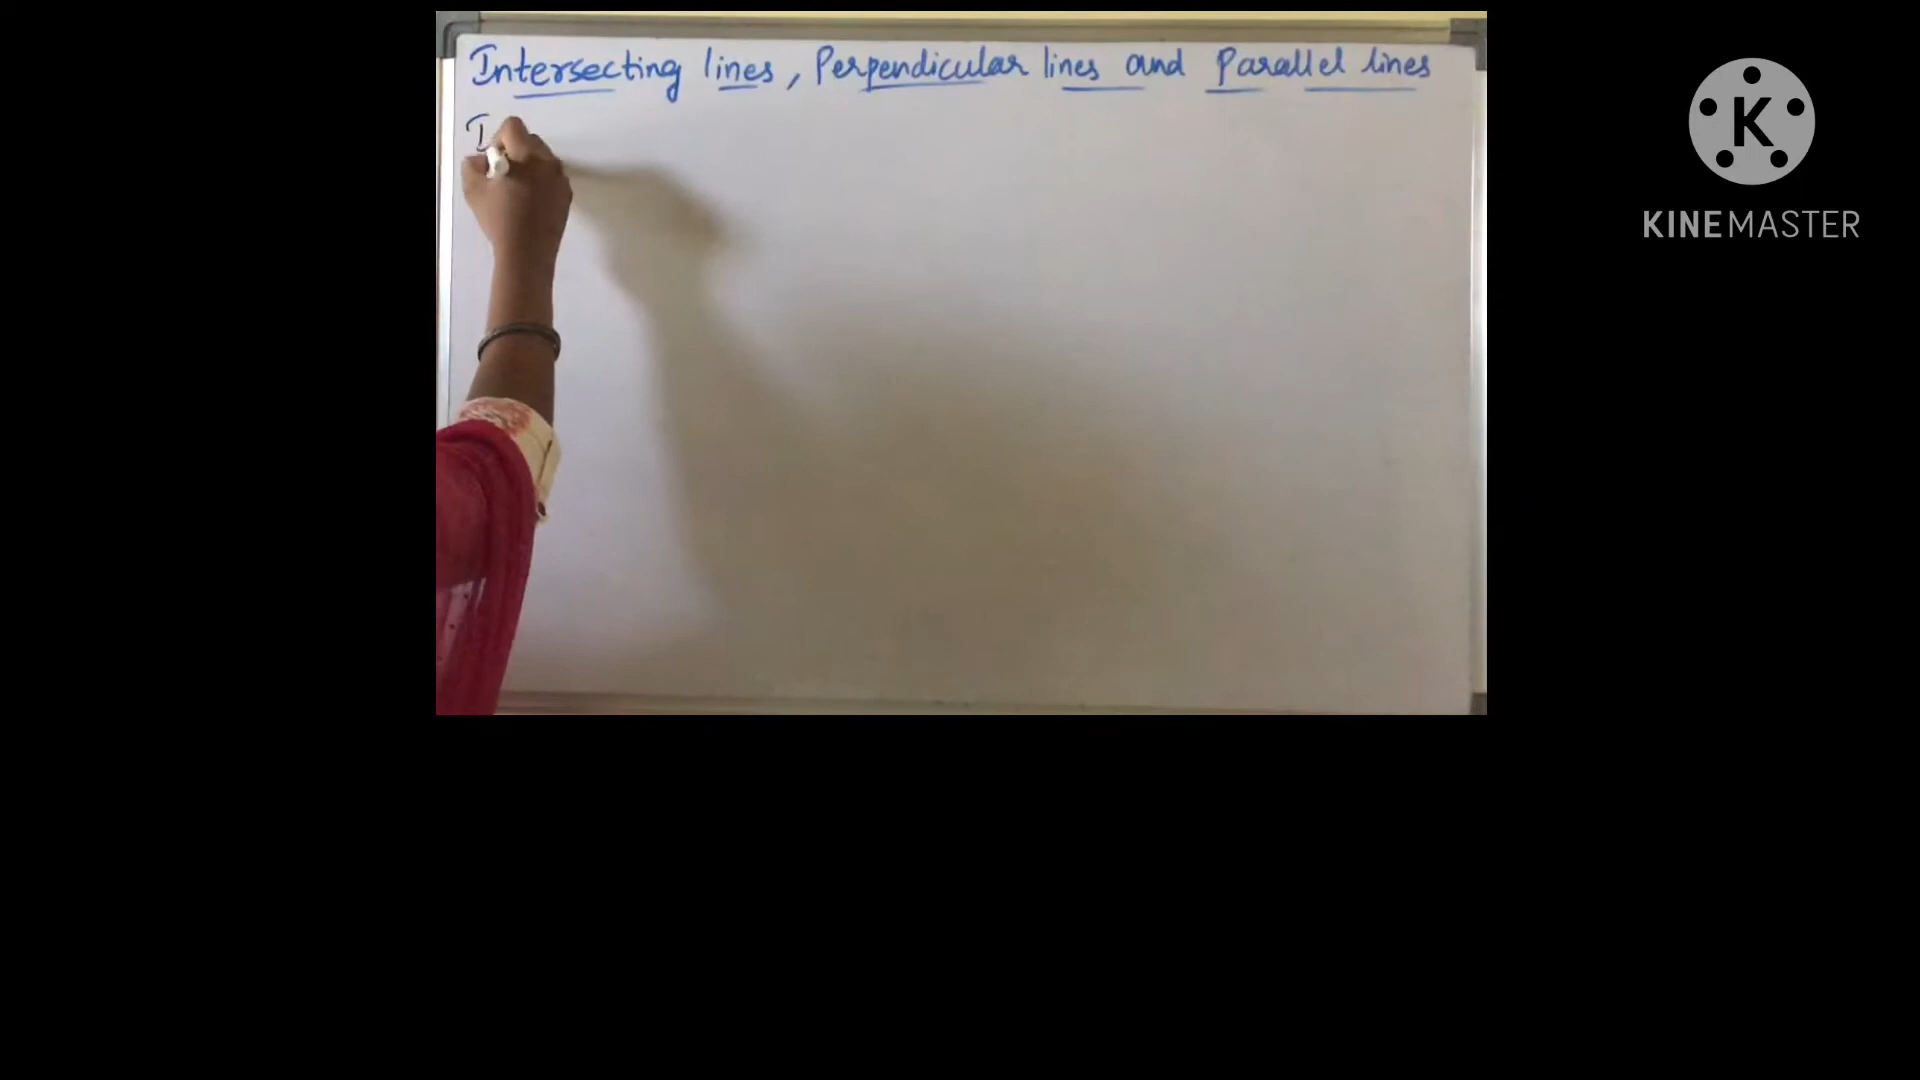 Intersecting lines, Perpendicular lines and Parallel lines
I
K
KINEMASTER